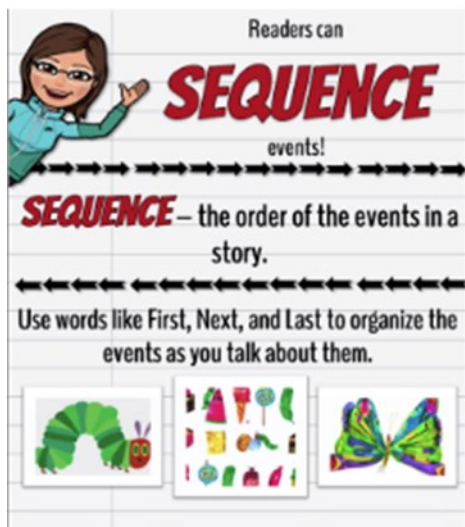 Readers can
SEQUENCE
events!
SEQUENCE – the order of the events in a
story.
Use words like First, Next, and Last to organize the
events as you talk about them.